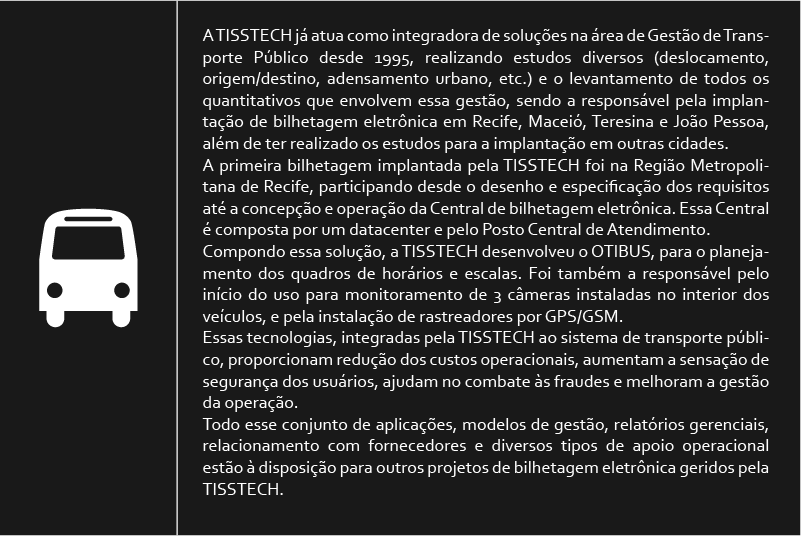 A TISSTECH já atua como integradora de soluções na área de Gestão de Trans-
porte Público desde 1995, realizando estudos diversos (deslocamento,
origem/destino, adensamento urbano, etc.) e o levantamento de todos os
quantitativos que envolvem essa gestão, sendo a responsável pela implan-
tação de bilhetagem eletrônica em Recife, Maceió, Teresina e João Pessoa,
além de ter realizado os estudos para a implantação em outras cidades.
A primeira bilhetagem implantada pela TISSTECH foi na Região Metropoli-
tana de Recife, participando desde o desenho e especificação dos requisitos
até a concepção e operação da Central de bilhetagem eletrônica. Essa Central
é composta por um datacenter e pelo Posto Central de Atendimento.
Compondo essa solução, a TISSTECH desenvolveu o OTIBUS, para o planeja-
mento dos quadros de horários e escalas. Foi também a responsável pelo
início do uso para monitoramento de 3 câmeras instaladas no interior dos
veículos, e pela instalação de rastreadores por GPS/GSM.
Essas tecnologias, integradas pela TISSTECH ao sistema de transporte públi-
co, proporcionam redução dos custos operacionais, aumentam a sensação de
segurança dos usuários, ajudam no combate às fraudes e melhoram a gestão
da operação.
Todo esse conjunto de aplicações, modelos de gestão, relatórios gerenciais,
relacionamento com fornecedores e diversos tipos de apoio operacional
estão à disposição para outros projetos de bilhetagem eletrônica geridos pela
TISSTECH.